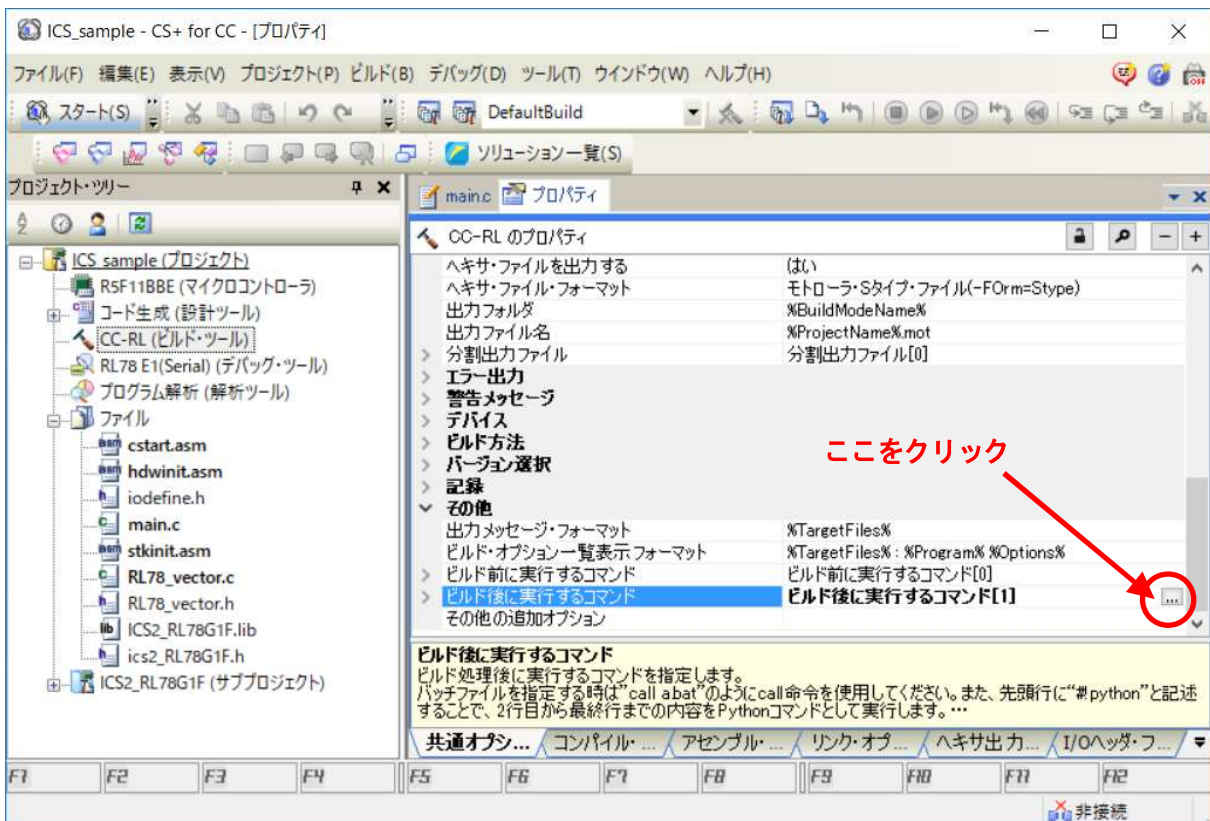 ICS_sample - CS+ for CC - [プロパティ]
ファイル(F) 編集(E) 表示(V) プロジェクト(P) ビルド(B) デバッグ(D) ツール(T) ウインドウ(W) ヘルプ(H)
スタート(S) DefaultBuild
ソリューション一覧(S)
プロジェクト・ツリー
main.c プロパティ
ICS_sample (プロジェクト)
R5F11BBE (マイクロコントローラ)
コード生成 (設計ツール)
CC-RL (ビルド・ツール)
RL78 E1(Serial) (デバッグ・ツール)
プログラム解析 (解析ツール)
ファイル
cstart.asm
hdwinit.asm
iodefine.h
main.c
stkinit.asm
RL78_vector.c
RL78_vector.h
ICS2_RL78G1F.lib
ics2_RL78G1F.h
ICS2_RL78G1F (サブプロジェクト)
CC-RL のプロパティ
ヘキサ・ファイルを出力する はい
ヘキサ・ファイル・フォーマット モトローラ・Sタイプ・ファイル(-FOrm=Stype)
出力フォルダ %BuildModeName%
出力ファイル名 %ProjectName%.mot
分割出力ファイル 分割出力ファイル[0]
エラー出力
警告メッセージ
デバイス
ビルド方法
バージョン選択
記録
その他
出力メッセージ・フォーマット %TargetFiles%
ビルド・オプション一覧表示フォーマット %TargetFiles% : %Program% %Options%
ビルド前に実行するコマンド ビルド前に実行するコマンド[0]
ビルド後に実行するコマンド ビルド後に実行するコマンド[1] ...
その他の追加オプション
ここをクリック
ビルド後に実行するコマンド
ビルド処理後に実行するコマンドを指定します。
バッチファイルを指定する時は"call a.bat"のようにcall命令を使用してください。また、先頭行に"#!python"と記述
することで、2行目から最終行までの内容をPythonコマンドとして実行します。…
共通オプシ... コンパイル・... アセンブル・... リンク・オプ... ヘキサ出力... I/Oヘッダ・フ...
F1 F2 F3 F4 F5 F6 F7 F8 F9 F10 F11 F12
非接続